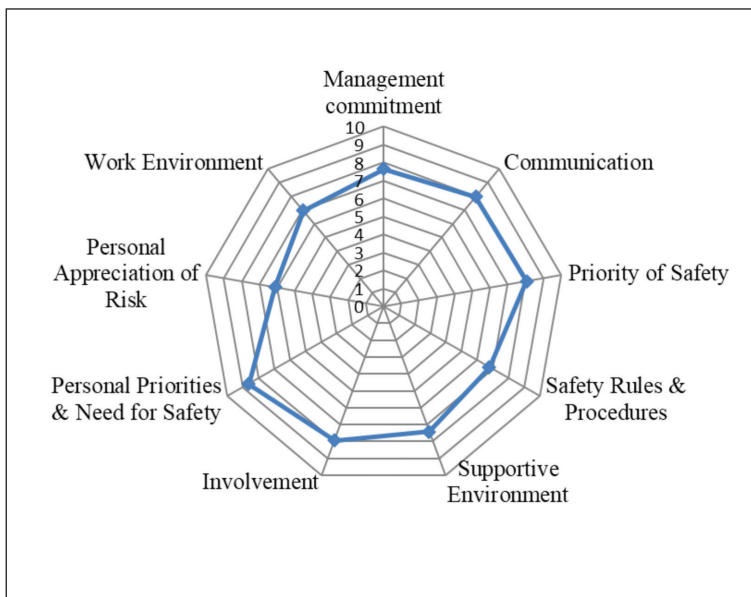 Management
commitment
Communication
Priority of Safety
Safety Rules &
Procedures
Supportive
Environment
Involvement
Personal Priorities
& Need for Safety
Personal
Appreciation of
Risk
Work Environment
10
9
8
7
6
5
4
3
2
1
0